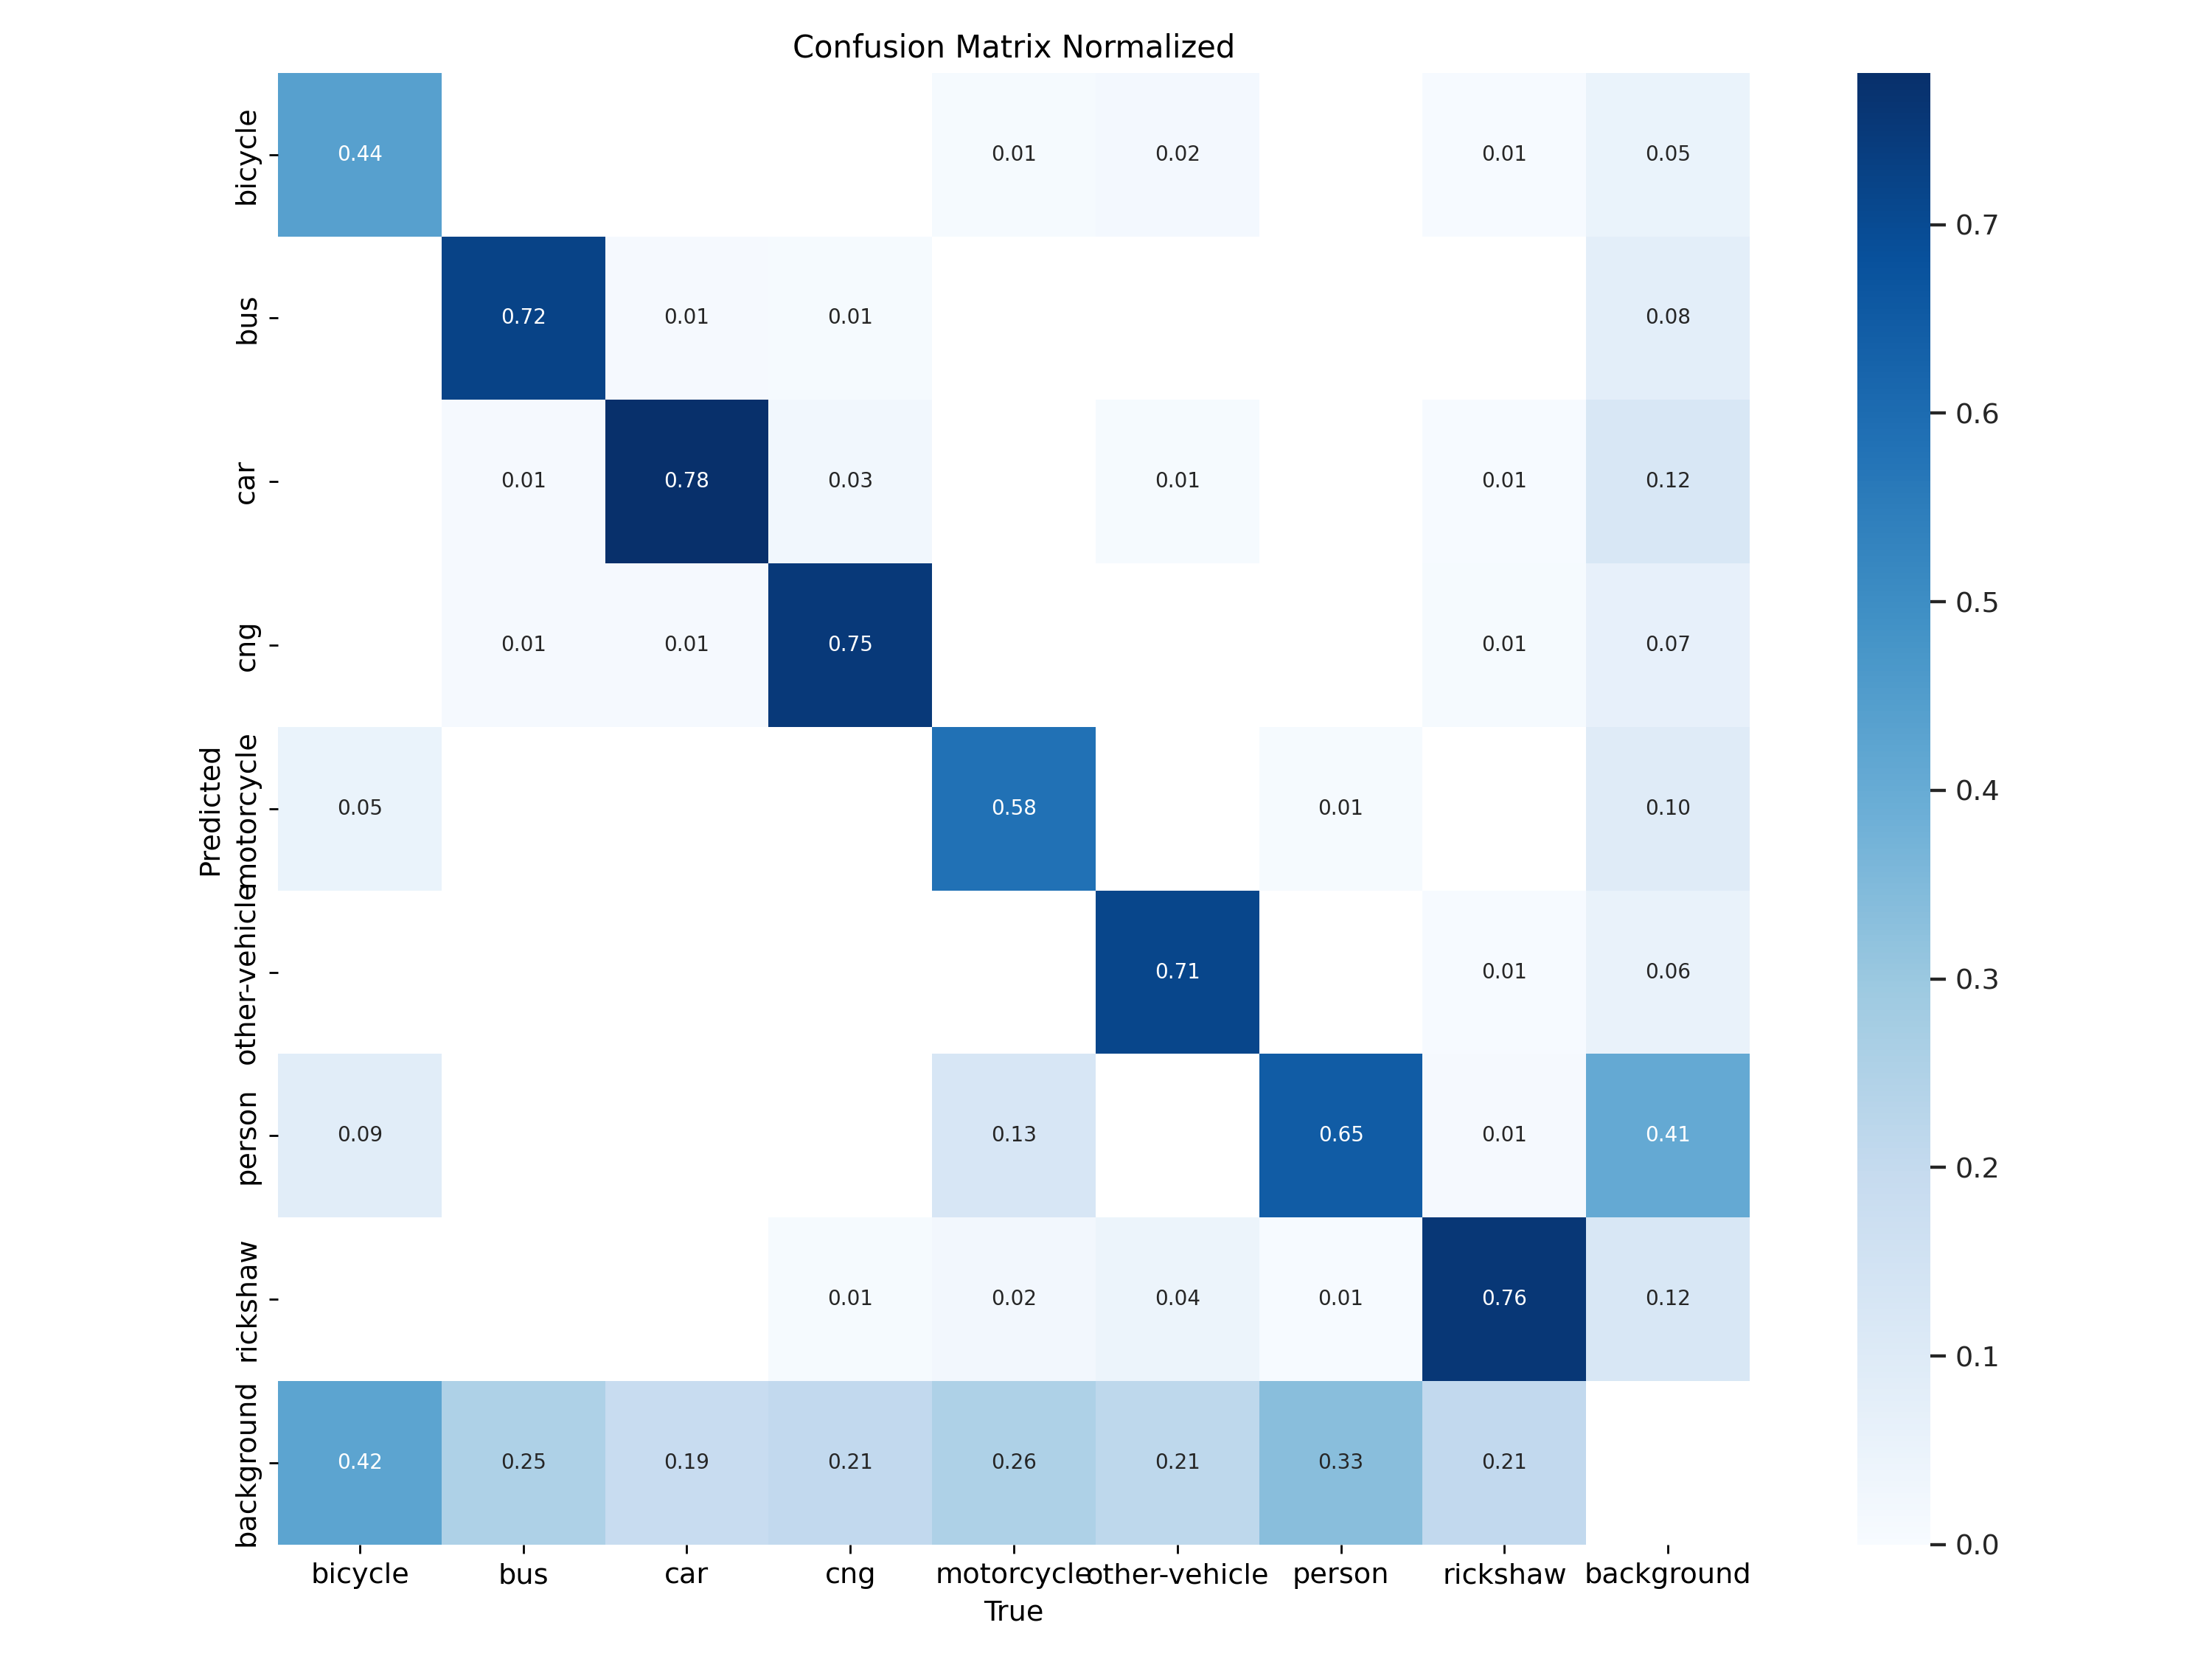 Confusion Matrix Normalized
bicycle 0.44 0.01 0.02 0.01 0.05
bus 0.72 0.01 0.01 0.08
car 0.01 0.78 0.03 0.01 0.01 0.12
cng 0.01 0.01 0.75 0.01 0.07
motorcycle 0.05 0.58 0.01 0.10
other-vehicle 0.71 0.01 0.06
person 0.09 0.13 0.65 0.01 0.41
rickshaw 0.01 0.02 0.04 0.01 0.76 0.12
background 0.42 0.25 0.19 0.21 0.26 0.21 0.33 0.21
Predicted
bicycle bus car cng motorcycle other-vehicle person rickshaw background
True
0.7
0.6
0.5
0.4
0.3
0.2
0.1
0.0